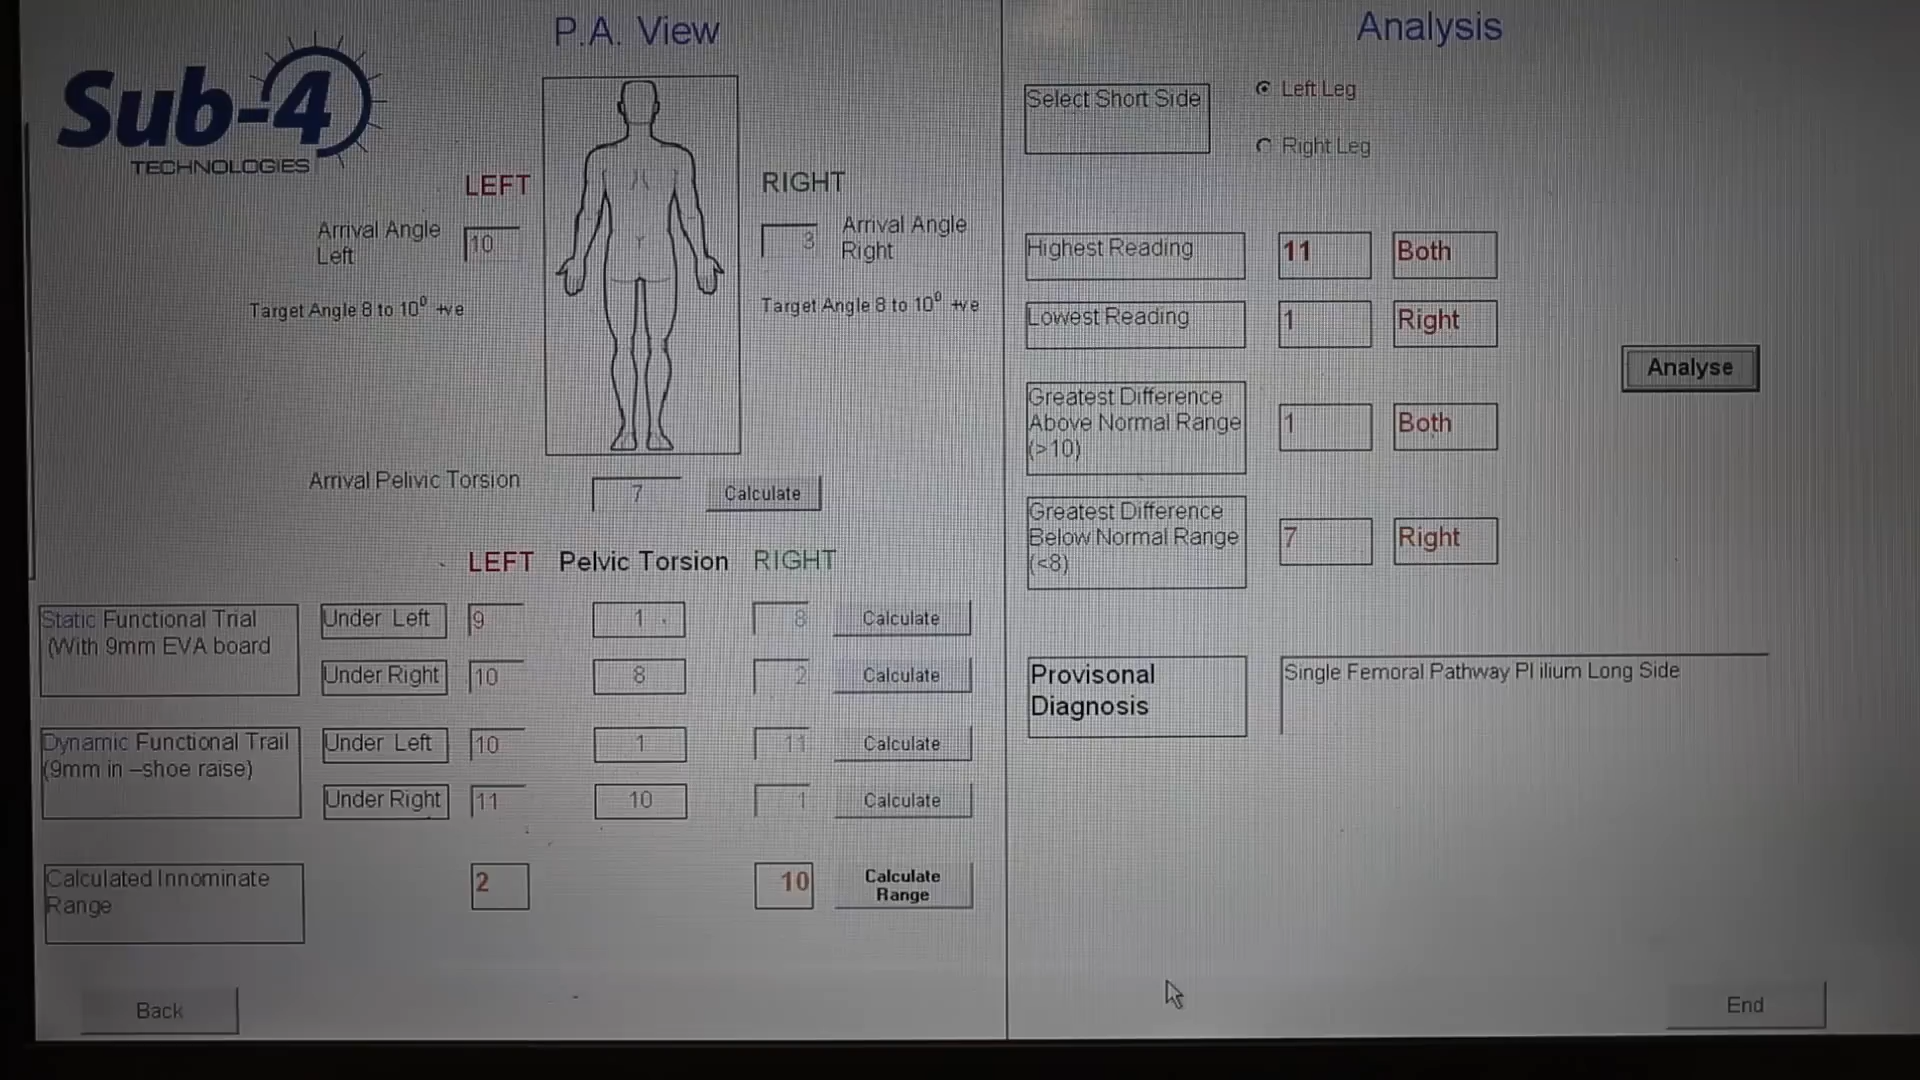 P.A. View
Sub-4
TECHNOLOGIES
LEFT
RIGHT
Arrival Angle
Left
10
3
Arrival Angle
Right
Target Angle 8 to 10⁰ +ve
Target Angle 8 to 10⁰ +ve
Arrival Pelivic Torsion
7
Calculate
LEFT Pelvic Torsion RIGHT
Static Functional Trial
(With 9mm EVA board
Under Left 9 1 8 Calculate
Under Right 10 8 2 Calculate
Dynamic Functional Trail
(9mm in –shoe raise)
Under Left 10 1 11 Calculate
Under Right 11 10 1 Calculate
Calculated Innominate
Range
2
10
Calculate
Range
Back
Analysis
Select Short Side
Left Leg
Right Leg
Highest Reading 11 Both
Lowest Reading 1 Right
Analyse
Greatest Difference
Above Normal Range
(>10)
1 Both
Greatest Difference
Below Normal Range
(<8)
7 Right
Provisonal
Diagnosis
Single Femoral Pathway PI ilium Long Side
End